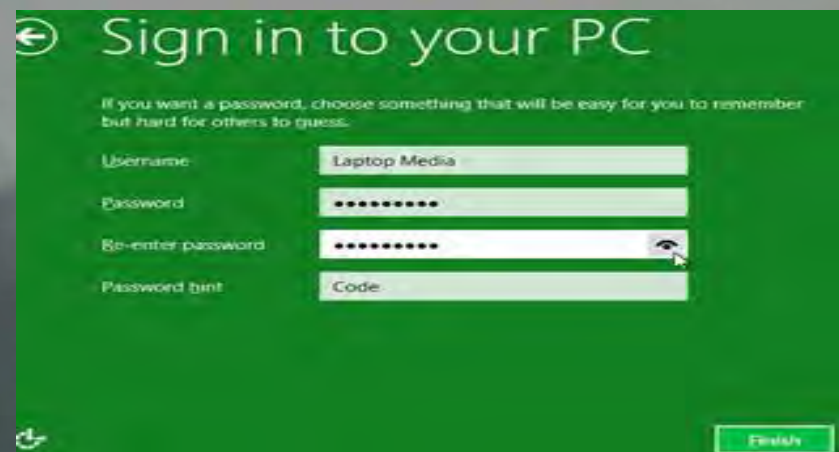 Sign in to your PC
If you want a password, choose something that will be easy for you to remember
but hard for others to guess.
Username
Laptop Media
Password
•••••••••
Re-enter password
•••••••••
Password hint
Code
Finish